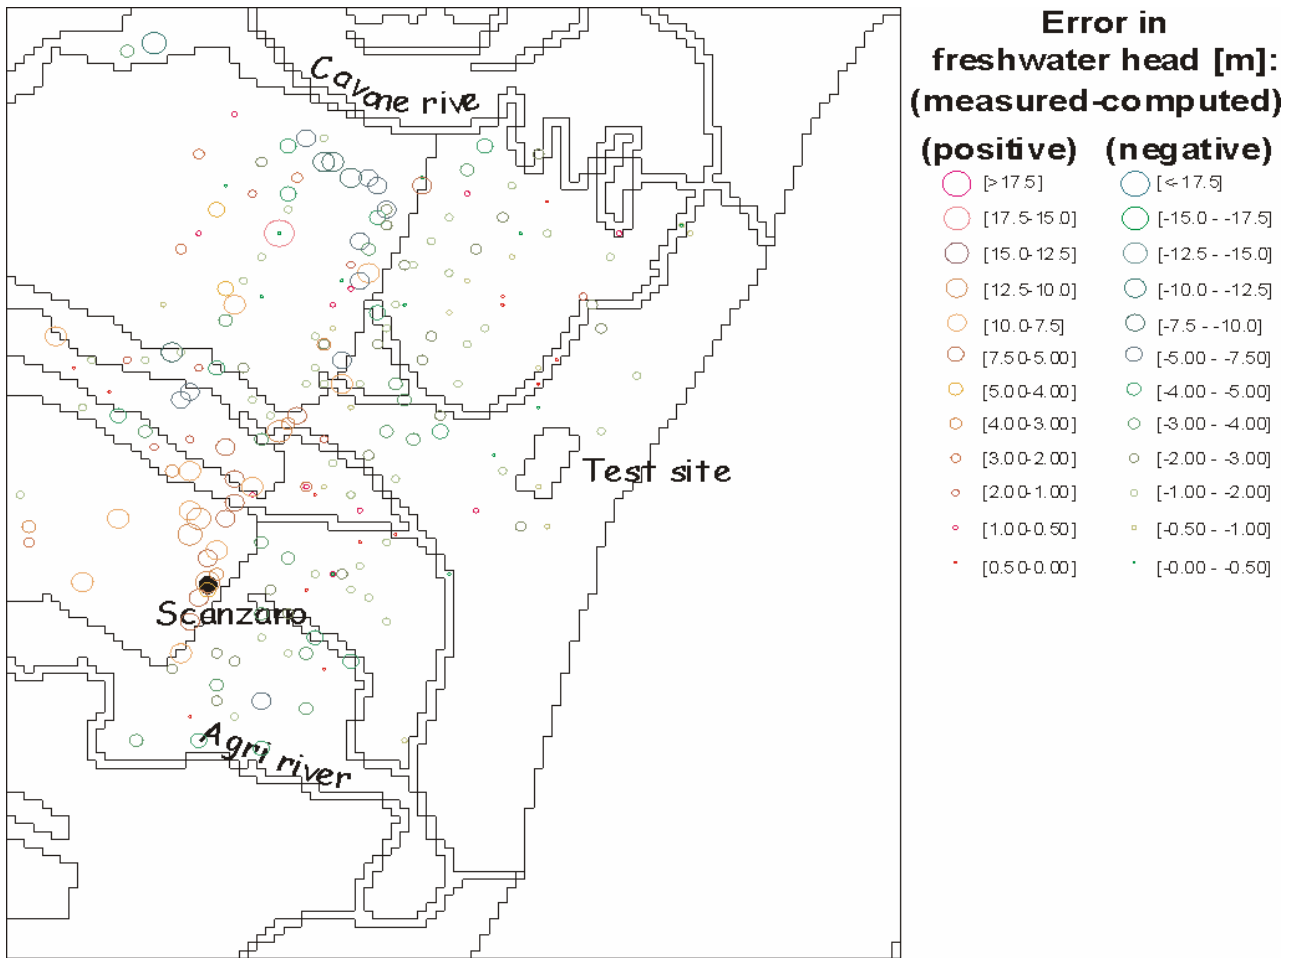 Error in
freshwater head [m]:
(measured-computed)
(positive) (negative)
[>17.5] [<-17.5]
[17.5-15.0] [-15.0 - -17.5]
[15.0-12.5] [-12.5 - -15.0]
[12.5-10.0] [-10.0 - -12.5]
[10.0-7.5] [-7.5 - -10.0]
[7.50-5.00] [-5.00 - -7.50]
[5.00-4.00] [-4.00 - -5.00]
[4.00-3.00] [-3.00 - -4.00]
[3.00-2.00] [-2.00 - -3.00]
[2.00-1.00] [-1.00 - -2.00]
[1.00-0.50] [-0.50 - -1.00]
[0.50-0.00] [-0.00 - -0.50]
Cavone rive
Test site
Scanzano
Agri river